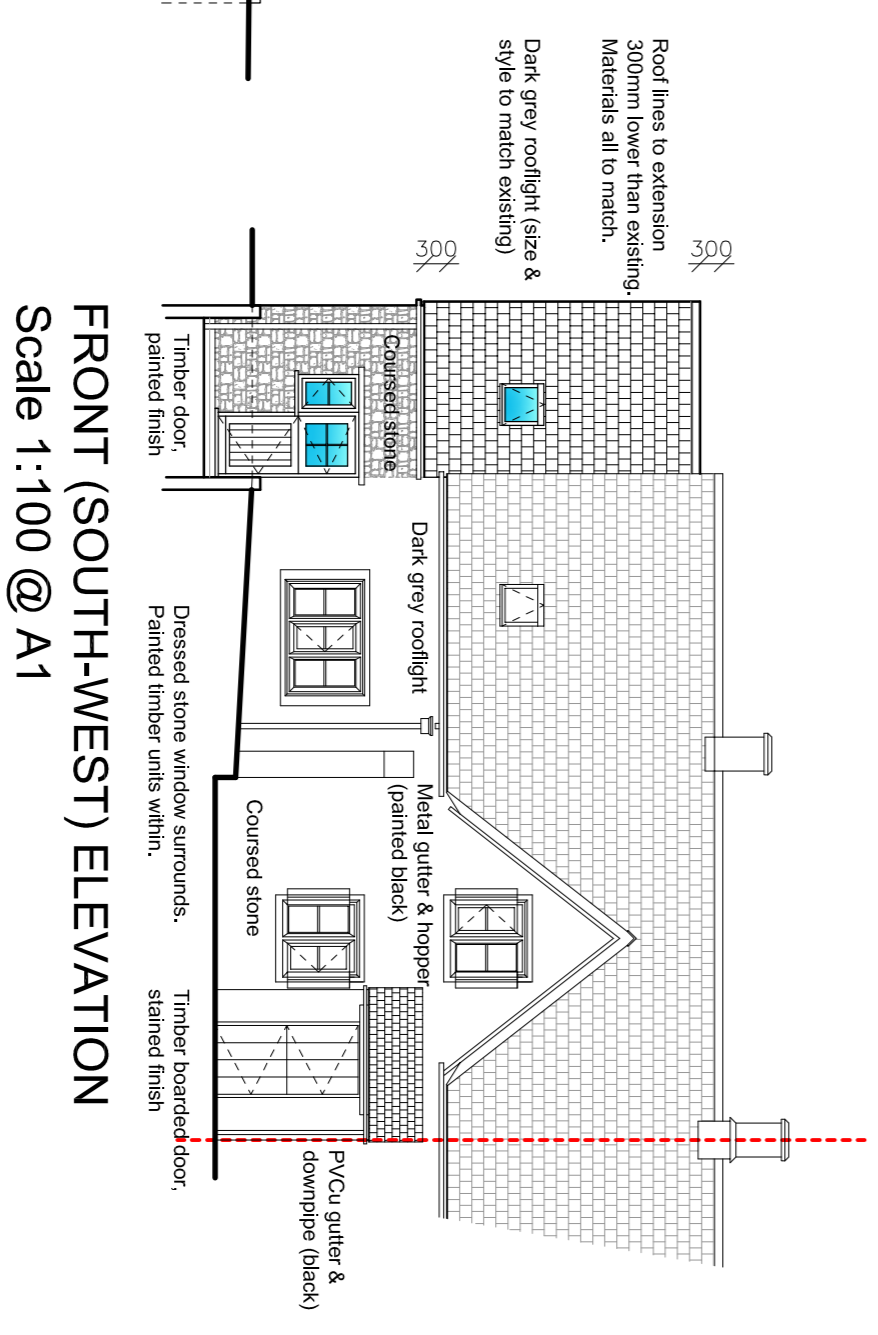 Roof lines to extension
300mm lower than existing.
Materials all to match.
Dark grey rooflight (size &
style to match existing)
300
300
Coursed stone
Timber door,
painted finish
Dark grey rooflight
Metal gutter & hopper
(painted black)
Coursed stone
Dressed stone window surrounds.
Painted timber units within.
Timber boarded door,
stained finish
PVCu gutter &
downpipe (black)
FRONT (SOUTH-WEST) ELEVATION
Scale 1:100 @ A1